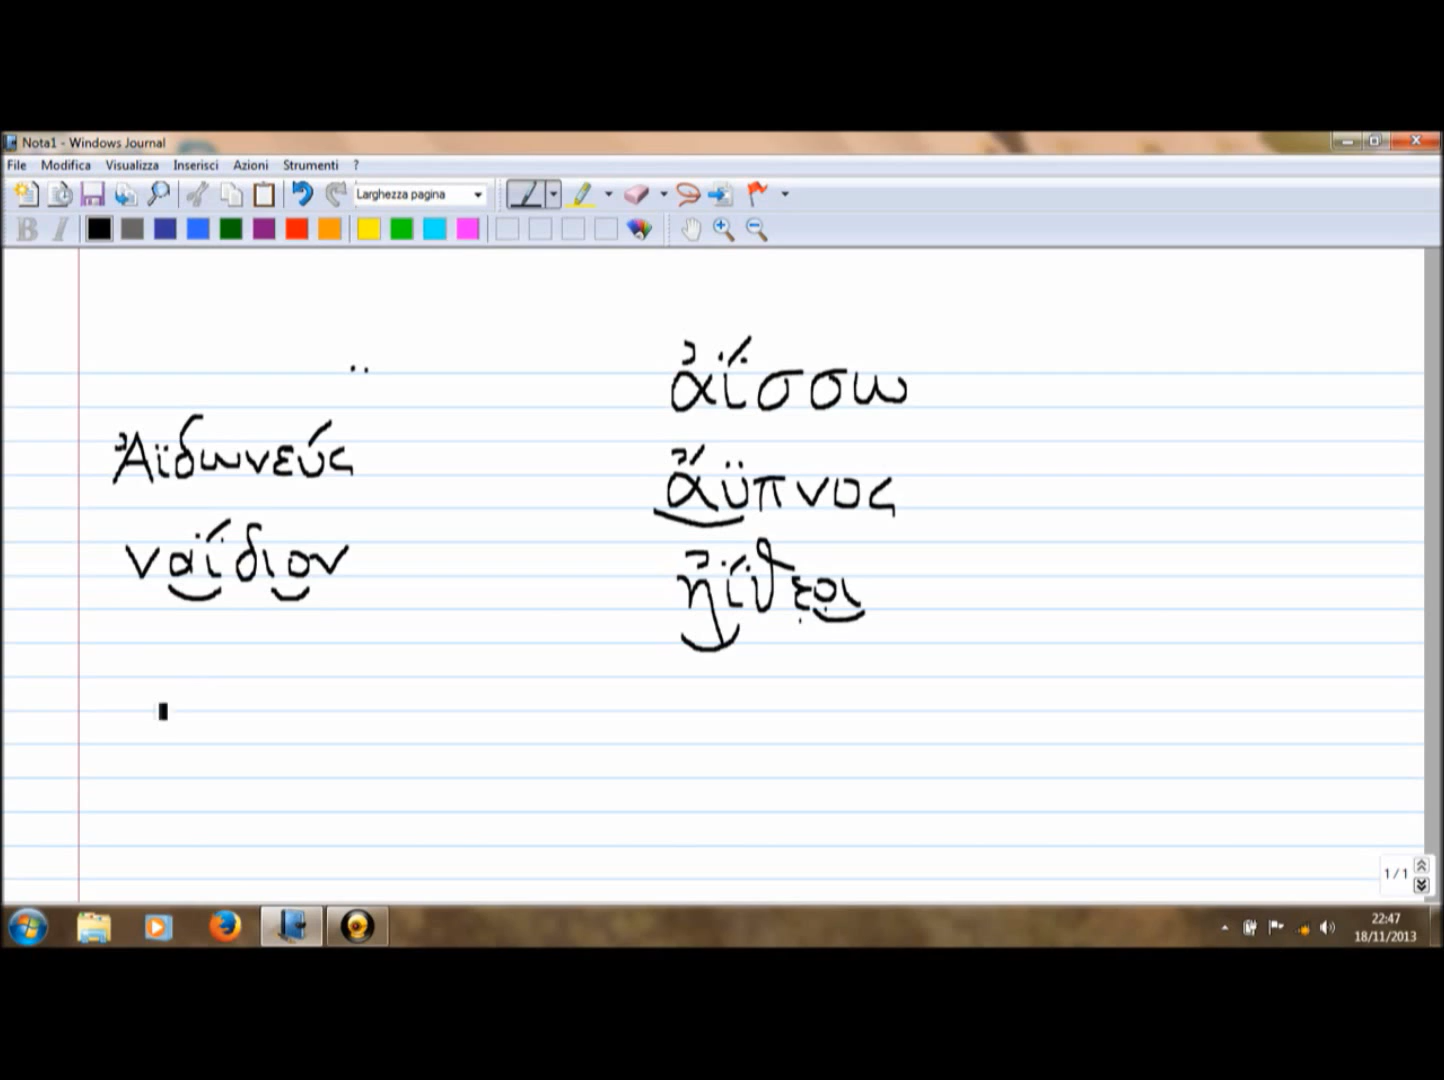 Nota1 - Windows Journal
File Modifica Visualizza Inserisci Azioni Strumenti ?
Larghezza pagina
B I
¨
Ἀϊδωνεύς
ναΐδιον
ἀΐσσω
ἄϋπνος
ἠΐθεοι
1 / 1
22:47
18/11/2013